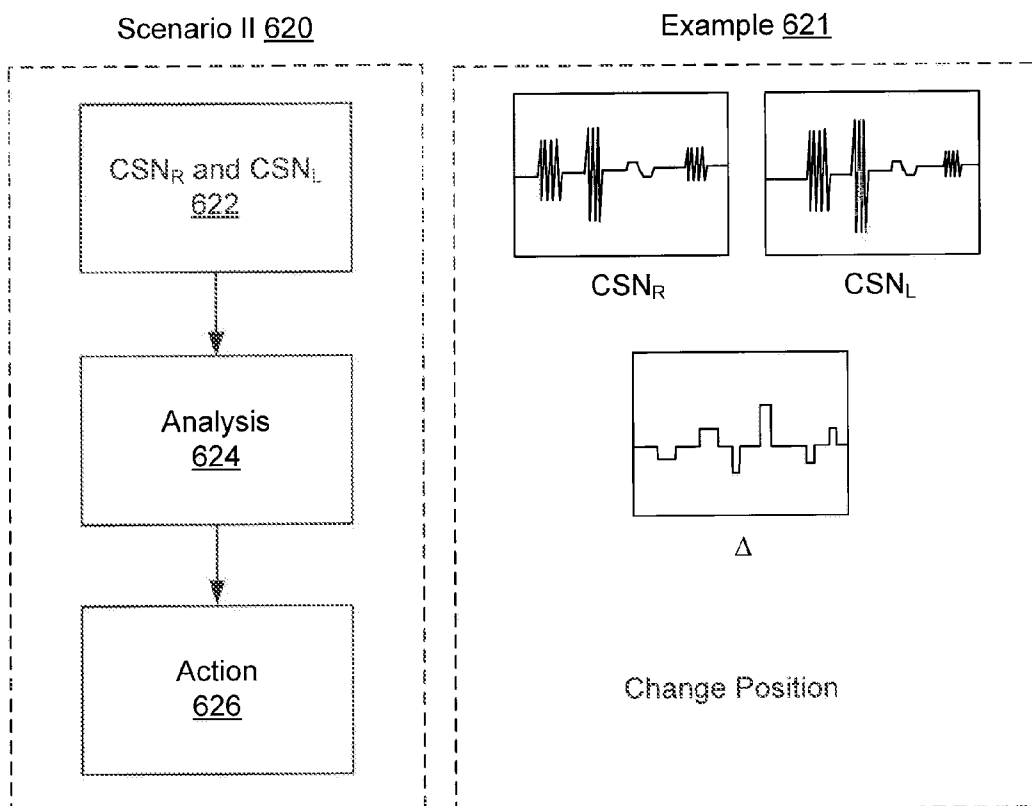 Scenario II 620
Example 621
CSN_R and CSN_L
622
Analysis
624
Action
626
CSN_R
CSN_L
Δ
Change Position